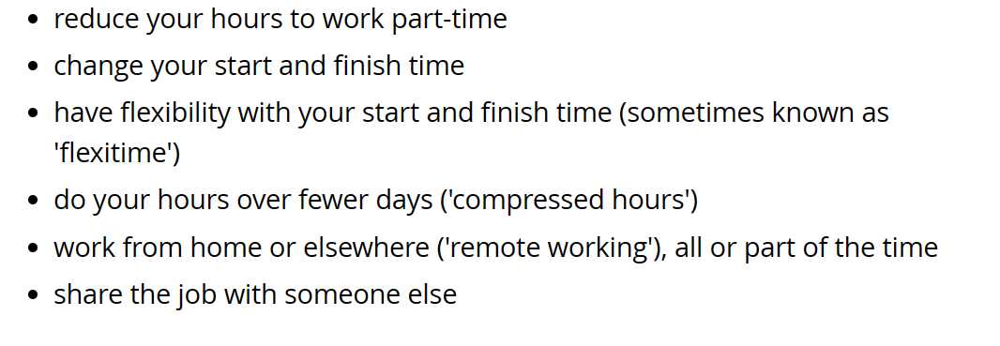 • reduce your hours to work part-time
• change your start and finish time
• have flexibility with your start and finish time (sometimes known as
'flexitime')
• do your hours over fewer days ('compressed hours')
• work from home or elsewhere ('remote working'), all or part of the time
• share the job with someone else